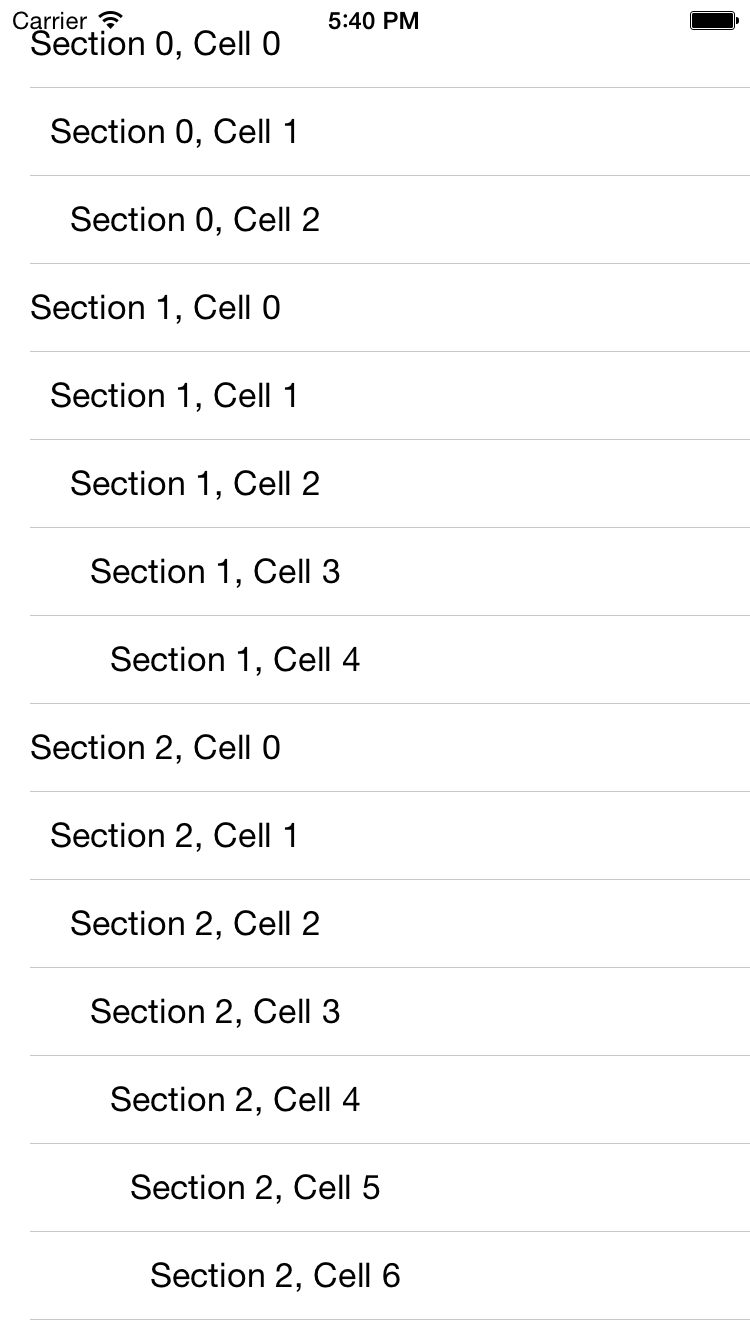 Carrier 5:40 PM
Section 0, Cell 0
Section 0, Cell 1
Section 0, Cell 2
Section 1, Cell 0
Section 1, Cell 1
Section 1, Cell 2
Section 1, Cell 3
Section 1, Cell 4
Section 2, Cell 0
Section 2, Cell 1
Section 2, Cell 2
Section 2, Cell 3
Section 2, Cell 4
Section 2, Cell 5
Section 2, Cell 6